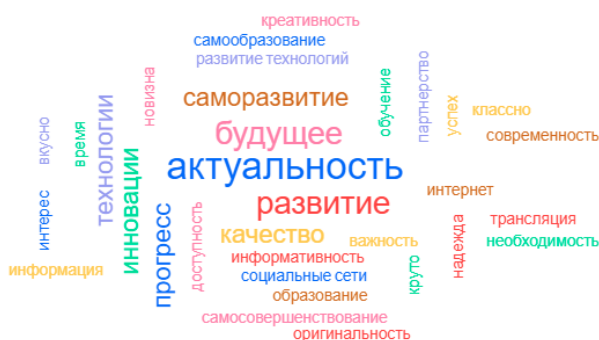 креативность
самообразование
развитие технологий
новизна
обучение
партнерство
успех
классно
саморазвитие
современность
вкусно
время
технологии
будущее
инновации
актуальность
интернет
интерес
прогресс
доступность
развитие
надежда
трансляция
качество
важность
необходимость
информация
информативность
круто
социальные сети
образование
самосовершенствование
оригинальность